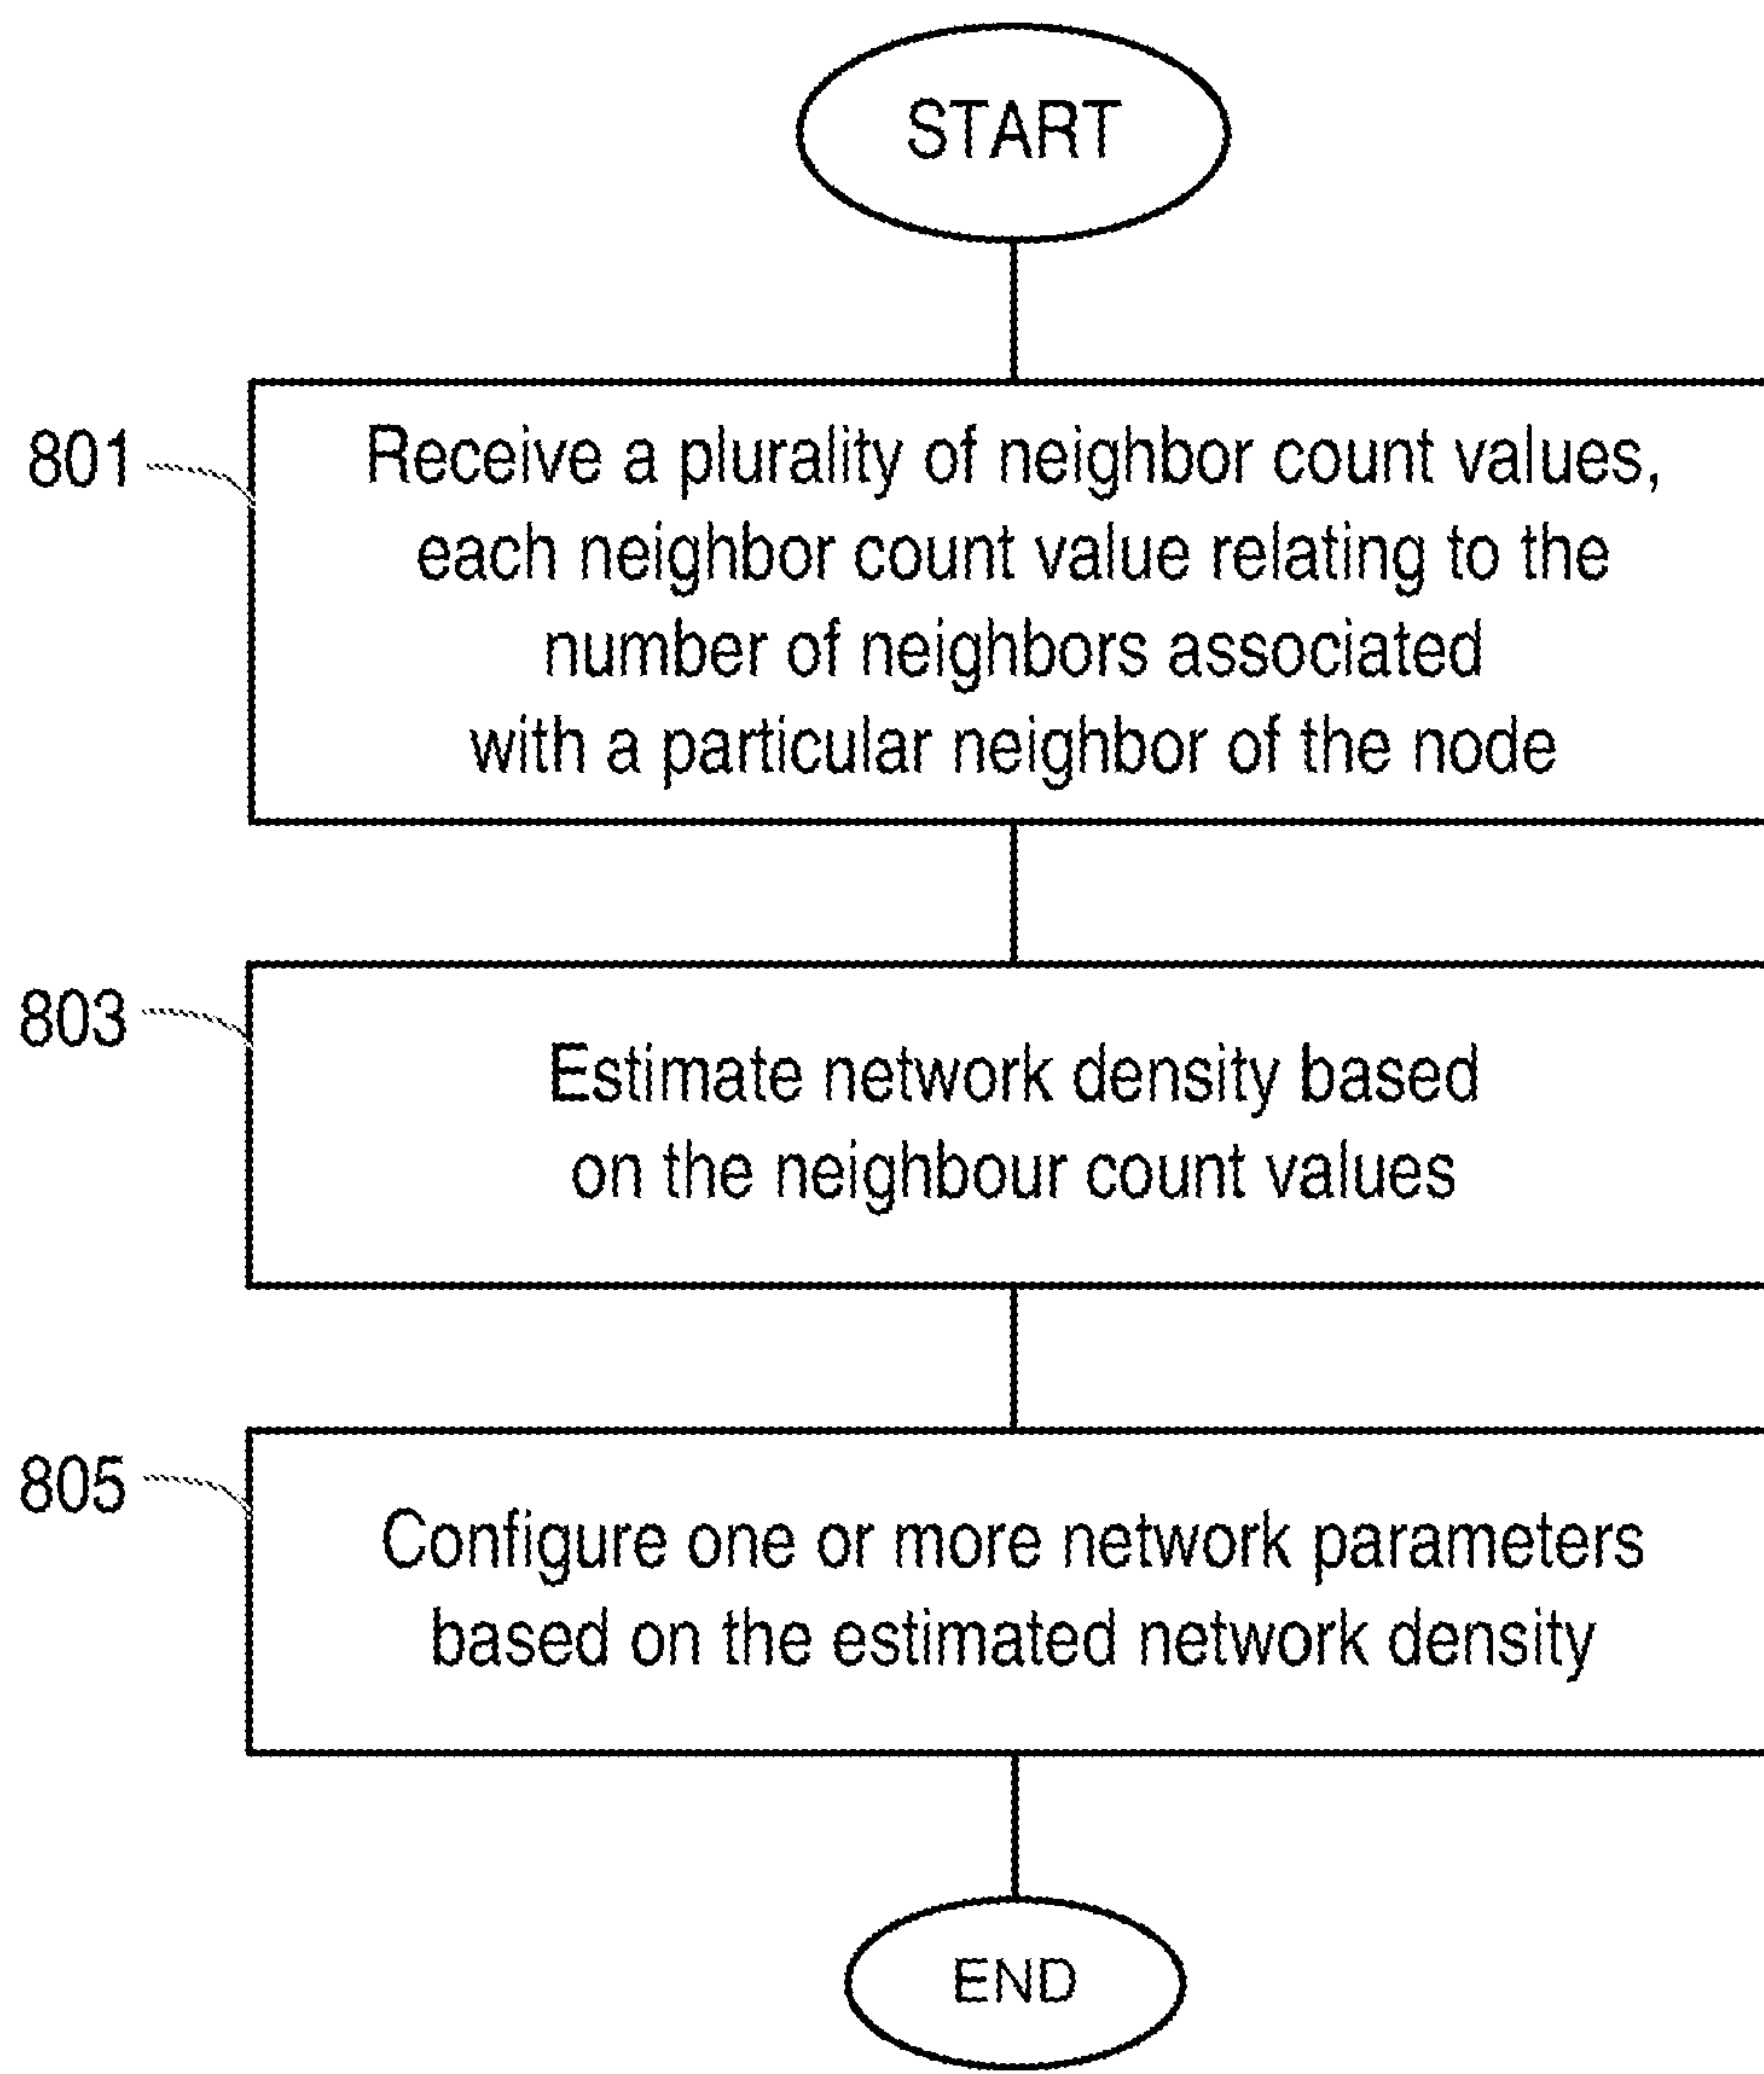 START
801
Receive a plurality of neighbor count values,
each neighbor count value relating to the
number of neighbors associated
with a particular neighbor of the node
803
Estimate network density based
on the neighbour count values
805
Configure one or more network parameters
based on the estimated network density
END